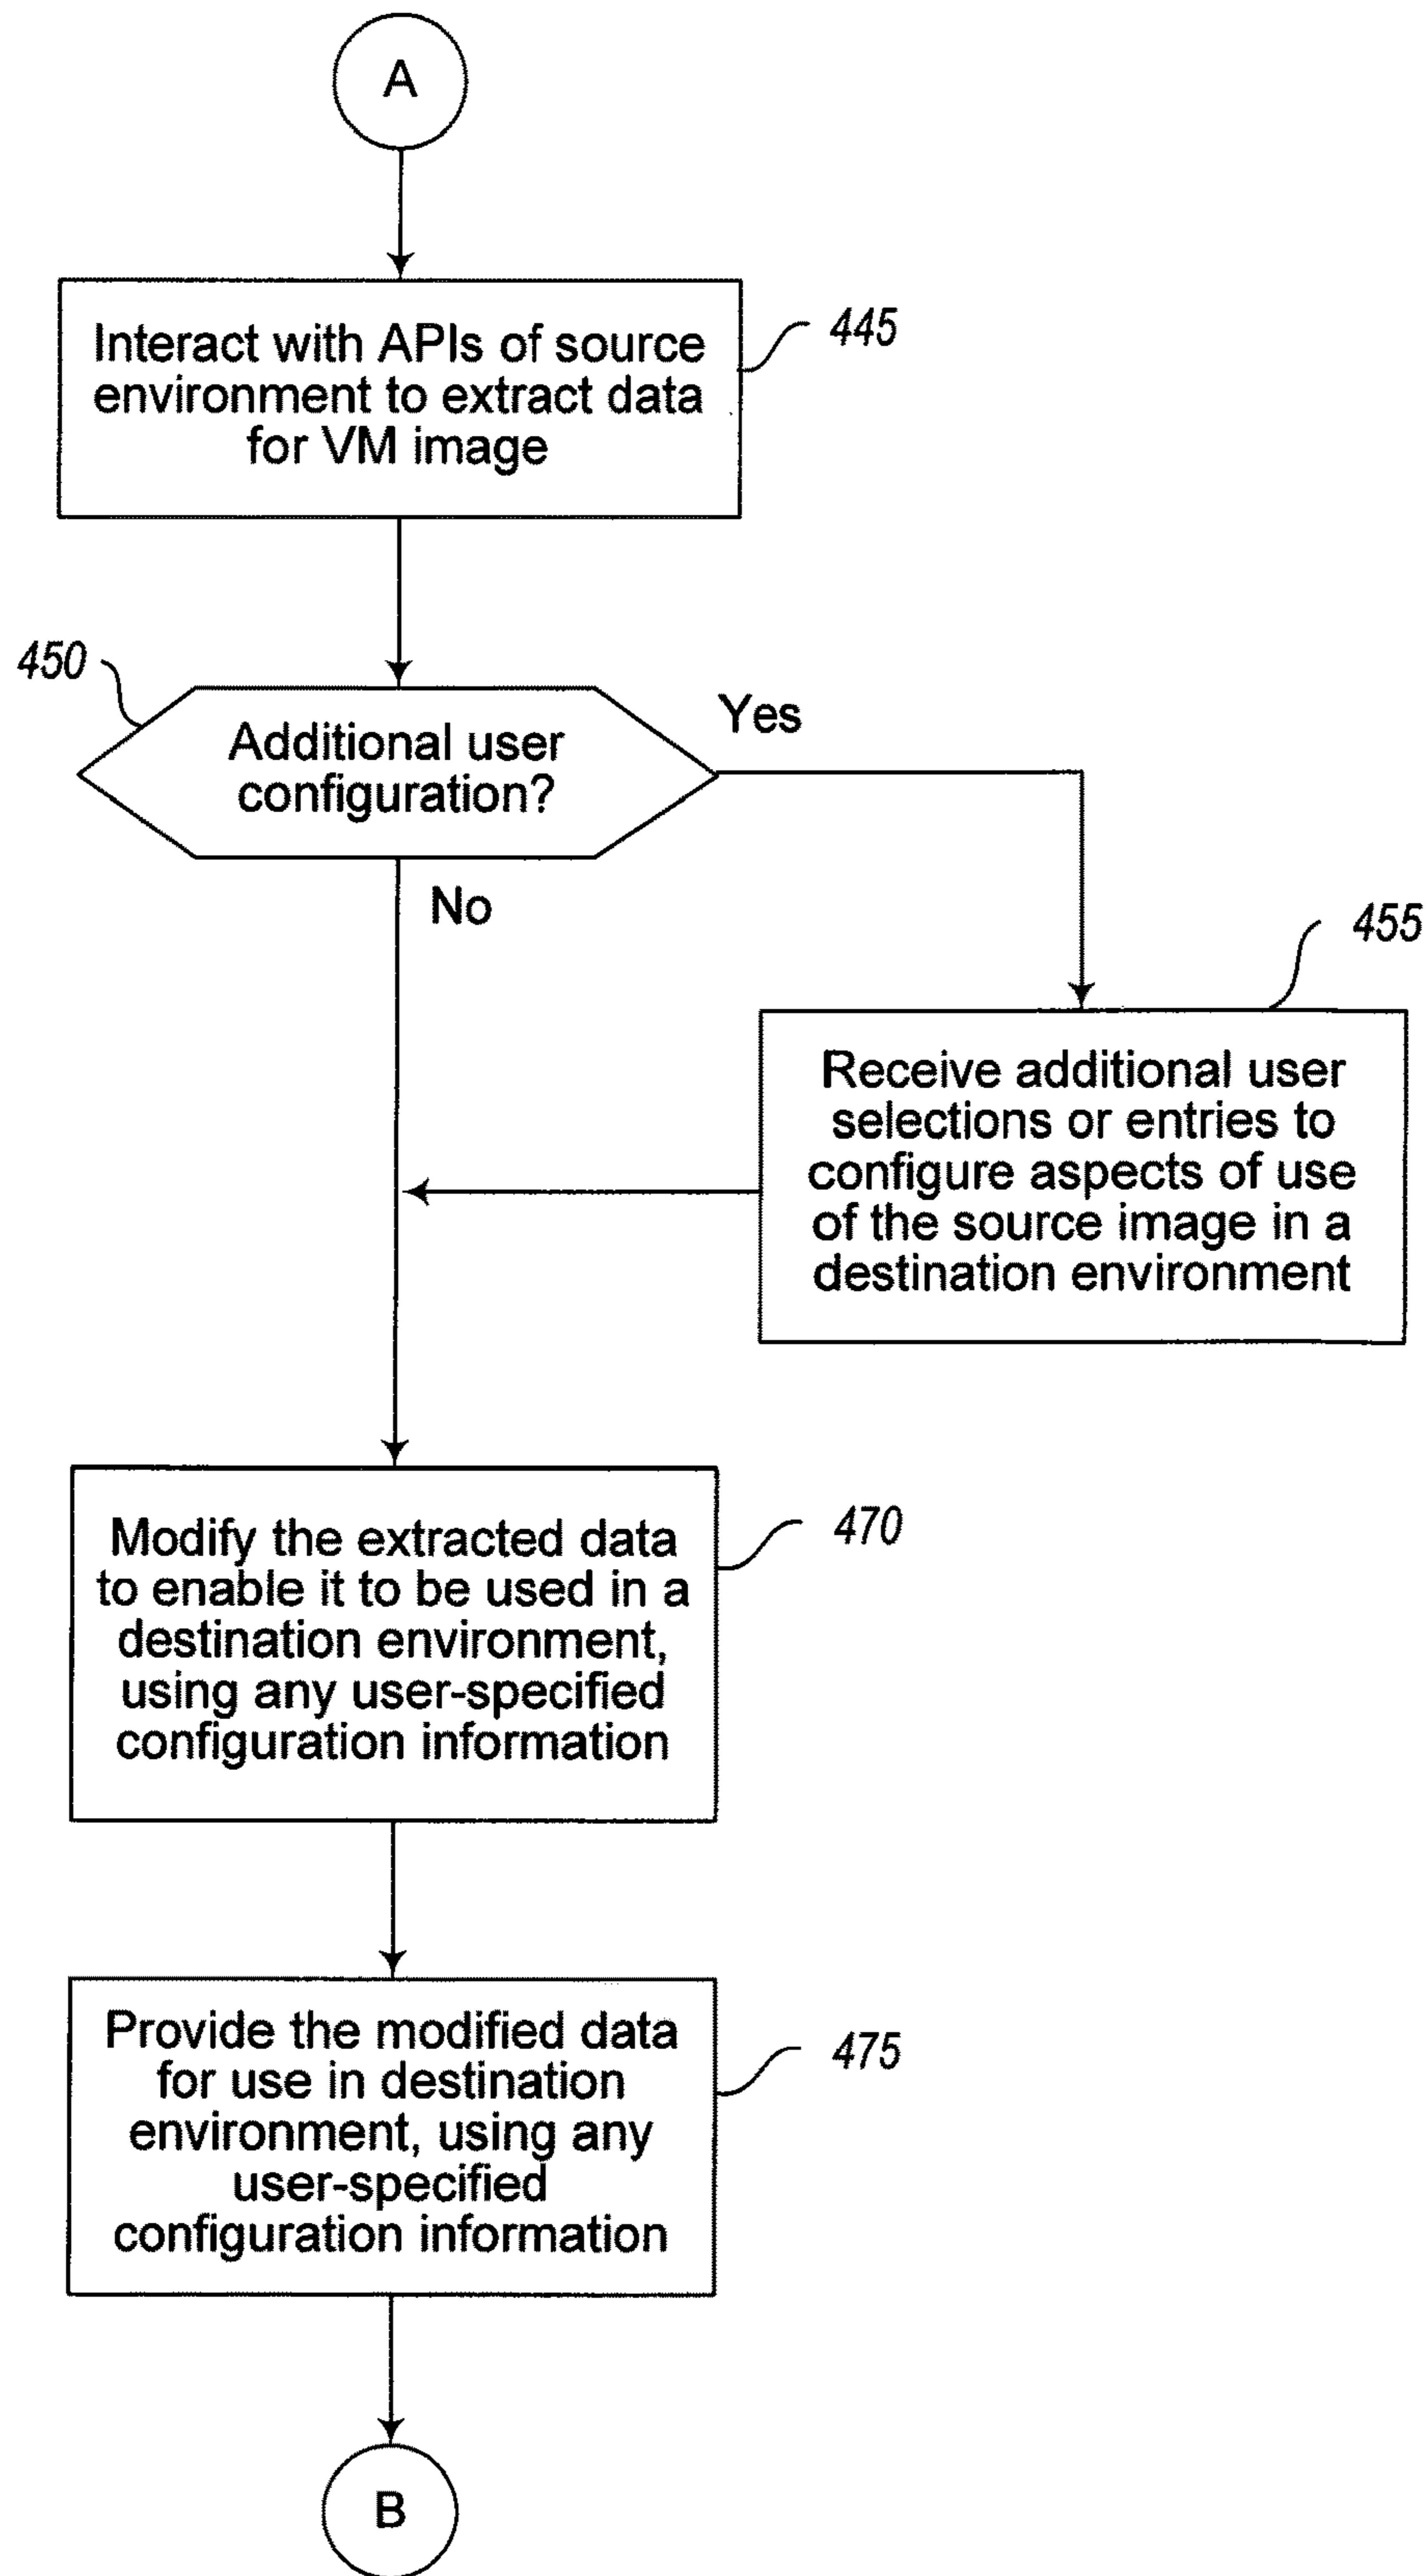 A
Interact with APIs of source
environment to extract data
for VM image
445
450
Additional user
configuration?
Yes
No
455
Receive additional user
selections or entries to
configure aspects of use
of the source image in a
destination environment
Modify the extracted data
to enable it to be used in a
destination environment,
using any user-specified
configuration information
470
Provide the modified data
for use in destination
environment, using any
user-specified
configuration information
475
B